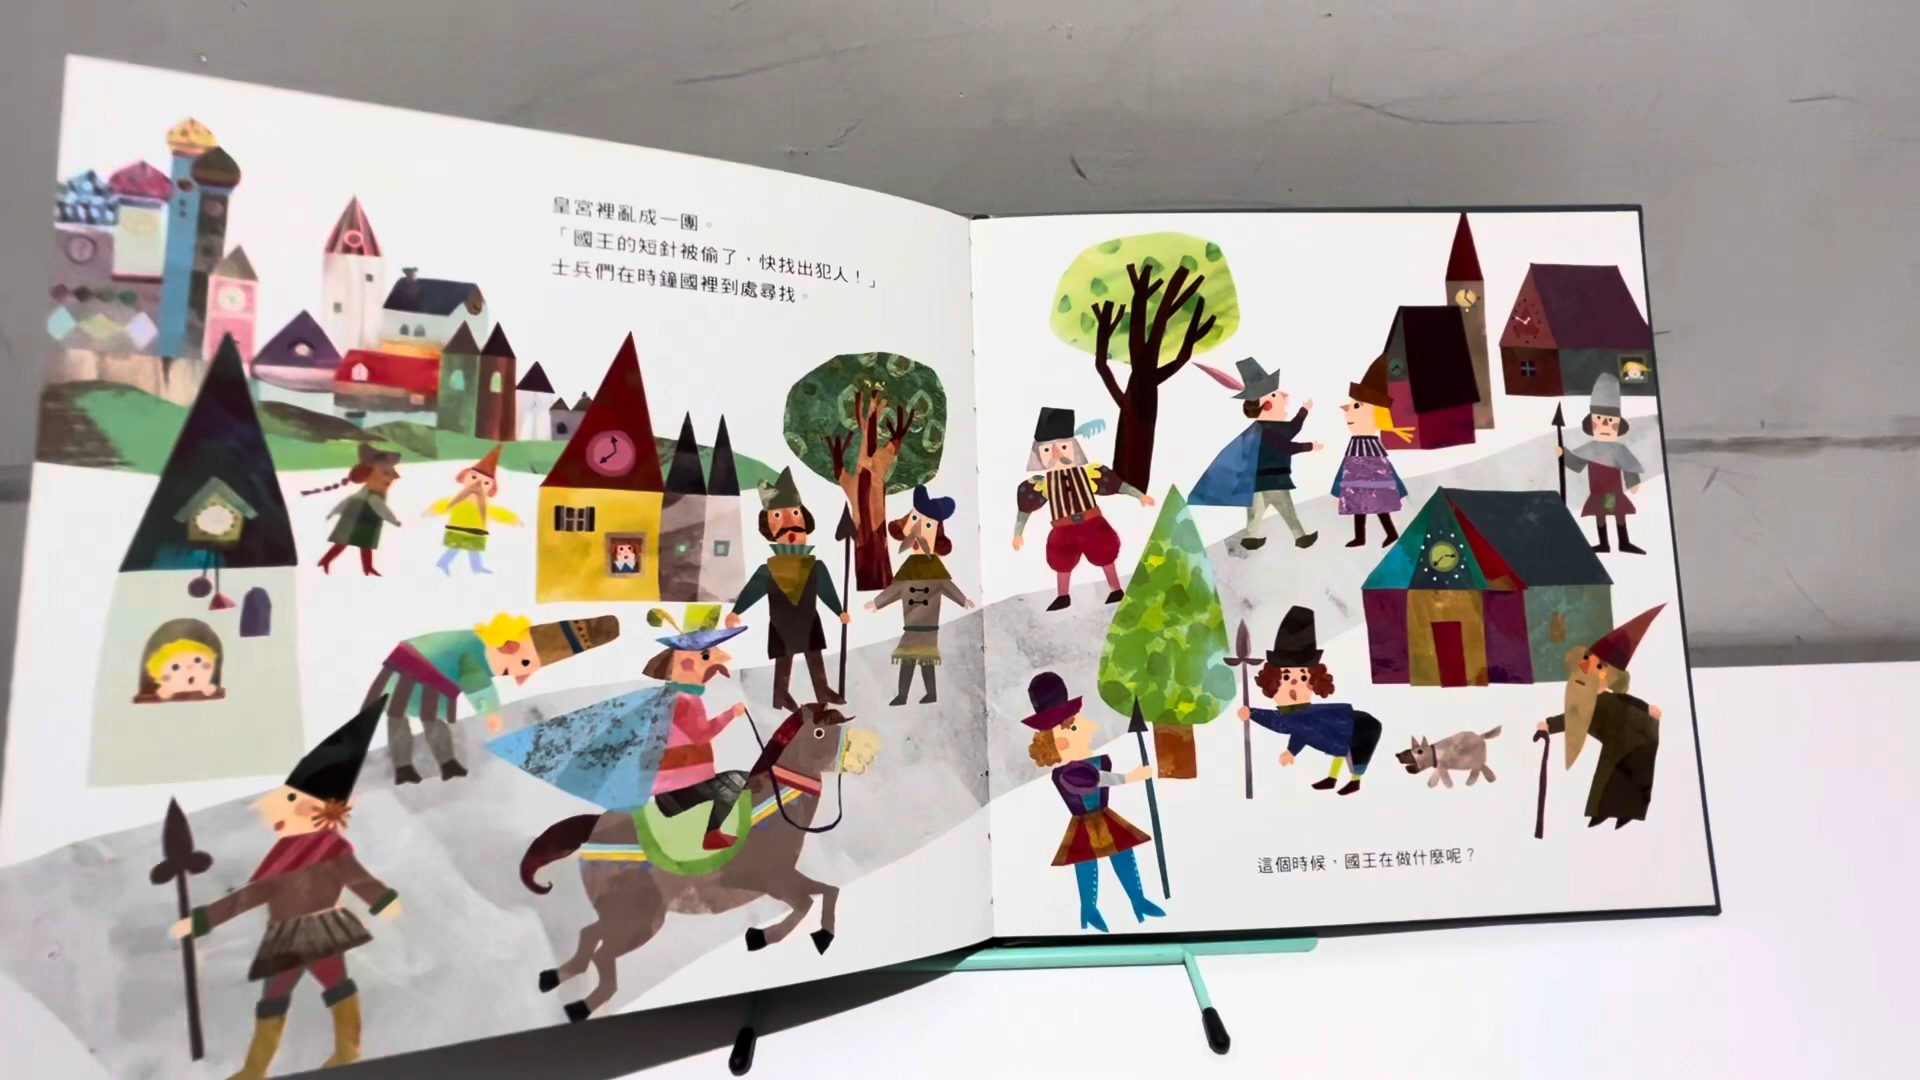 皇宮裡亂成一團。
「國王的短針被偷了，快找出犯人！」
士兵們在時鐘國裡到處尋找。
這個時候，國王在做什麼呢？